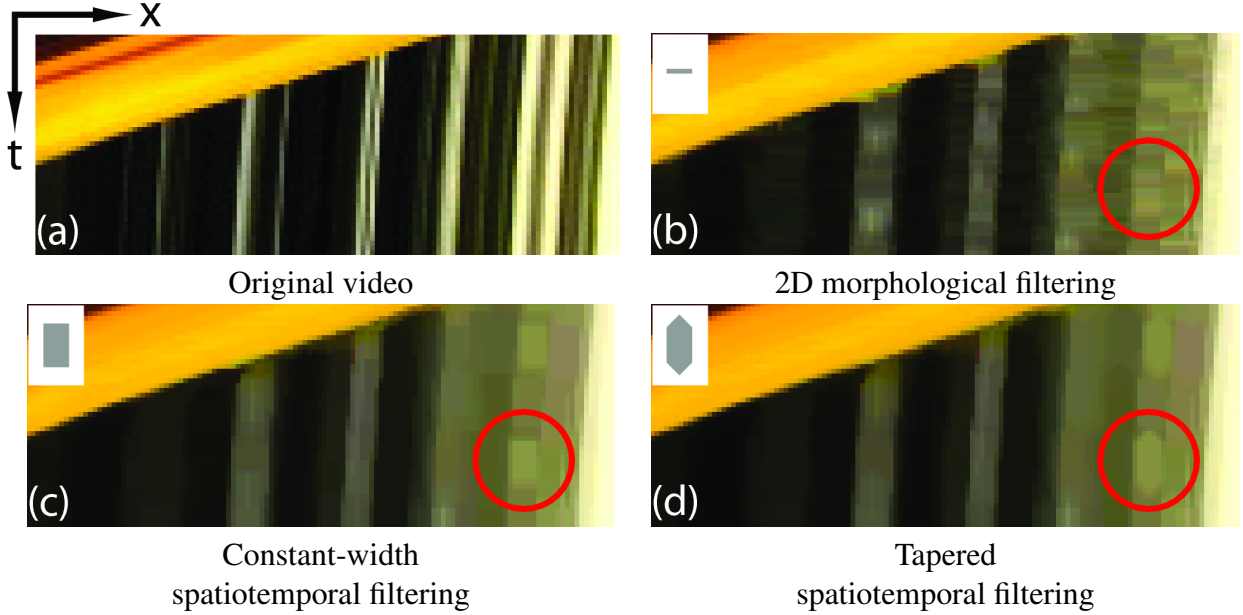 x
t
(a)
Original video
(b)
2D morphological filtering
(c)
Constant-width
spatiotemporal filtering
(d)
Tapered
spatiotemporal filtering